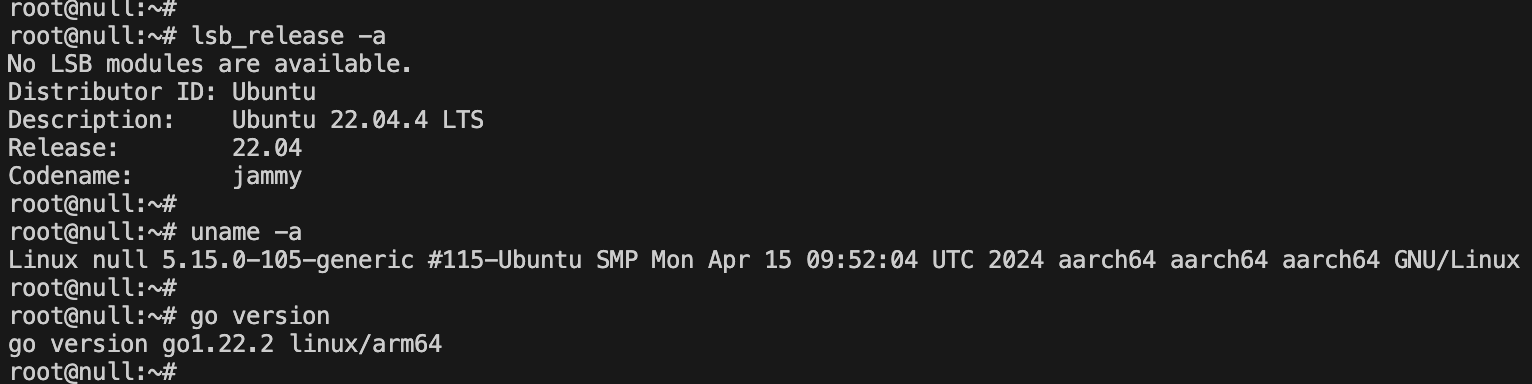 root@null:~#
root@null:~# lsb_release -a
No LSB modules are available.
Distributor ID: Ubuntu
Description:    Ubuntu 22.04.4 LTS
Release:        22.04
Codename:       jammy
root@null:~#
root@null:~# uname -a
Linux null 5.15.0-105-generic #115-Ubuntu SMP Mon Apr 15 09:52:04 UTC 2024 aarch64 aarch64 aarch64 GNU/Linux
root@null:~#
root@null:~# go version
go version go1.22.2 linux/arm64
root@null:~#